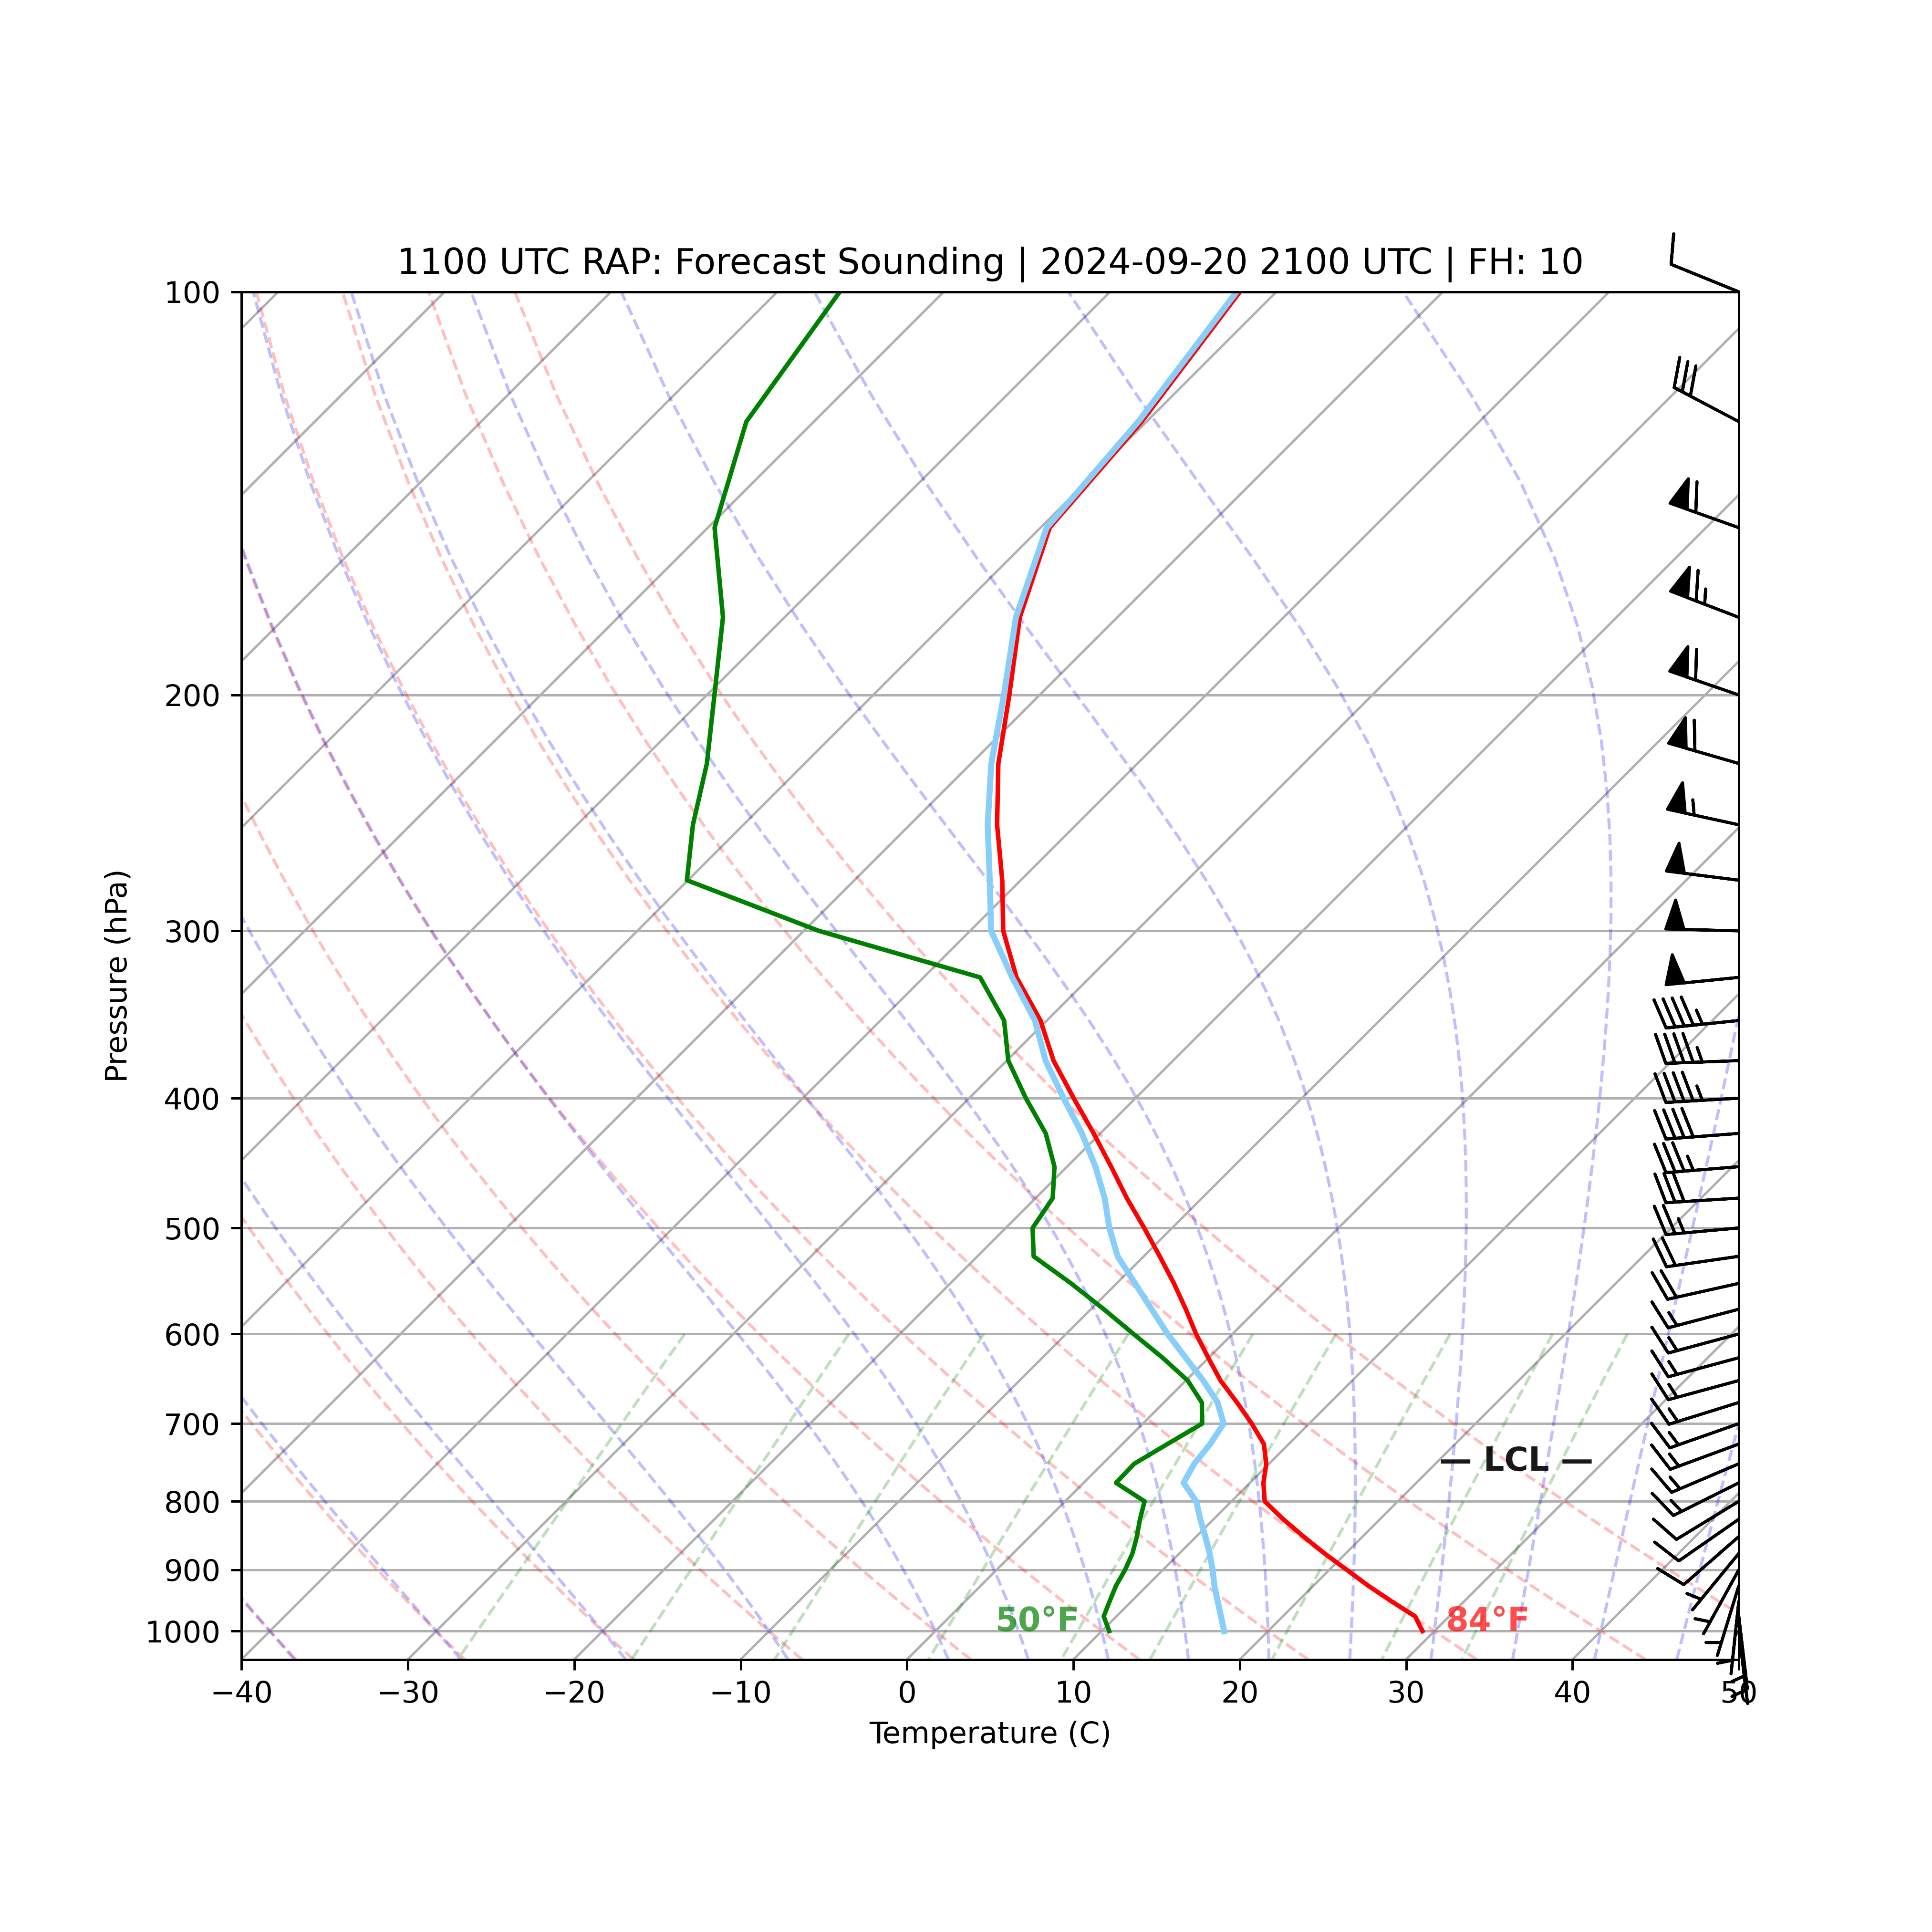 1100 UTC RAP: Forecast Sounding | 2024-09-20 2100 UTC | FH: 10
100
200
300
400
500
600
700
800
900
1000
Pressure (hPa)
— LCL —
50°F
84°F
−40 −30 −20 −10 0 10 20 30 40 50
Temperature (C)